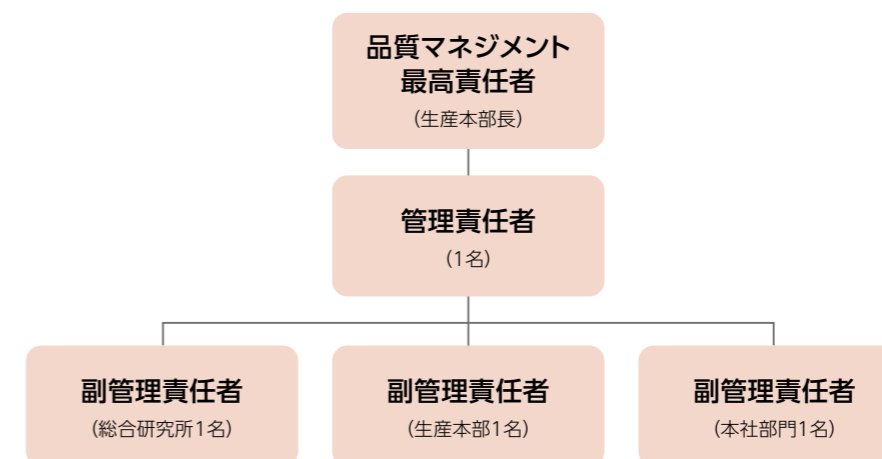 品質マネジメント
最高責任者
(生産本部長)
管理責任者
(1名)
副管理責任者
(総合研究所1名)
副管理責任者
(生産本部1名)
副管理責任者
(本社部門1名)